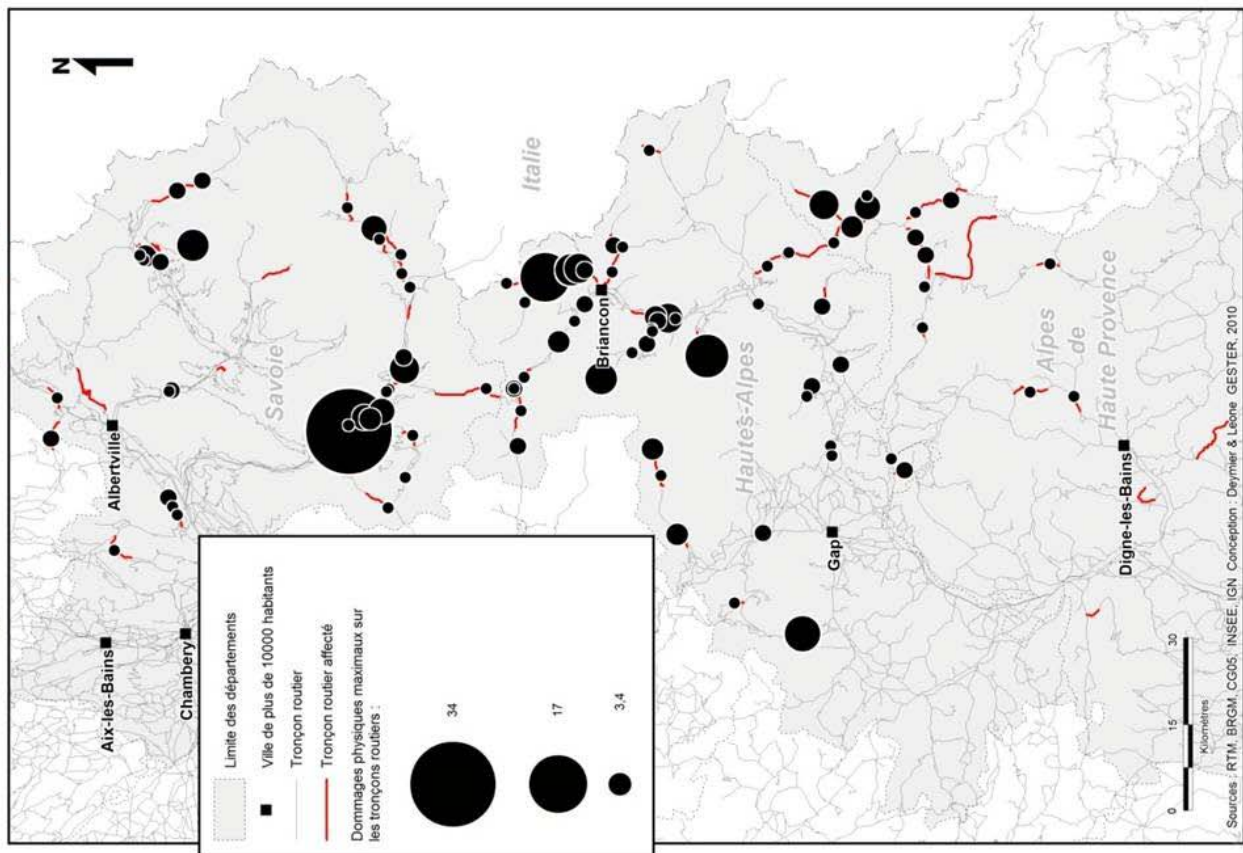 N
Aix-les-Bains
Chambery
Albertville
Savoie
Italie
Briancon
Hautes-Alpes
Gap
Alpes
de
Haute Provence
Digne-les-Bains
Limite des départements
Ville de plus de 10000 habitants
Tronçon routier
Tronçon routier affecté
Dommages physiques maximaux sur
les tronçons routiers :
34
17
3,4
0 15 30
Kilomètres
Sources : RTM, BRGM, CG05, INSEE, IGN Conception : Deymier & Leone GESTER, 2010